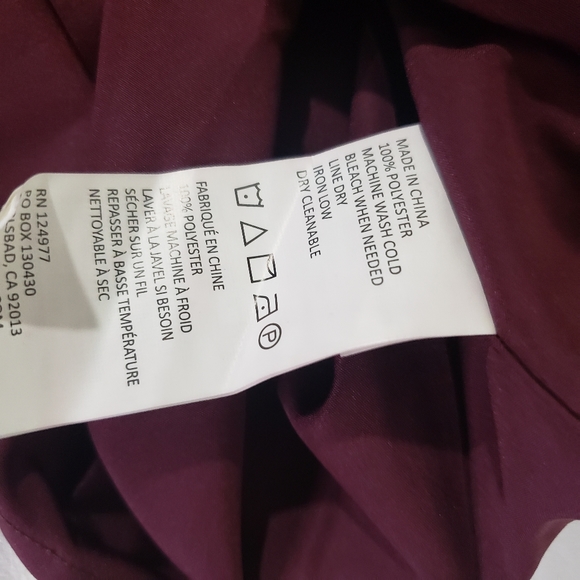 MADE IN CHINA
100% POLYESTER
MACHINE WASH COLD
BLEACH WHEN NEEDED
LINE DRY
IRON LOW
DRY CLEANABLE
P
FABRIQUÉ EN CHINE
100% POLYESTER
LAVAGE MACHINE À FROID
LAVER À LA JAVEL SI BESOIN
SÉCHER SUR UN FIL
REPASSER À BASSE TEMPÉRATURE
NETTOYABLE À SEC
RN 124977
PO BOX 130430
CA 92013